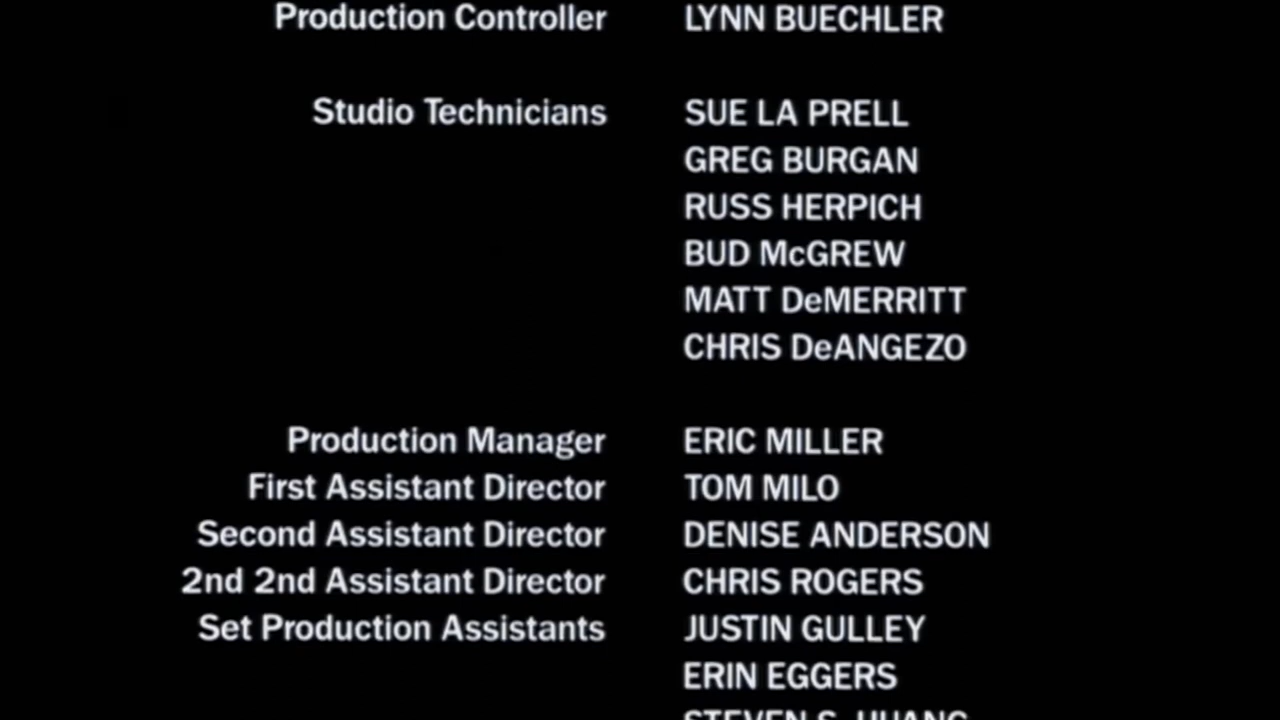 Production Controller LYNN BUECHLER
Studio Technicians SUE LA PRELL
GREG BURGAN
RUSS HERPICH
BUD McGREW
MATT DeMERRITT
CHRIS DeANGEZO
Production Manager ERIC MILLER
First Assistant Director TOM MILO
Second Assistant Director DENISE ANDERSON
2nd 2nd Assistant Director CHRIS ROGERS
Set Production Assistants JUSTIN GULLEY
ERIN EGGERS
STEVEN S. HUANG